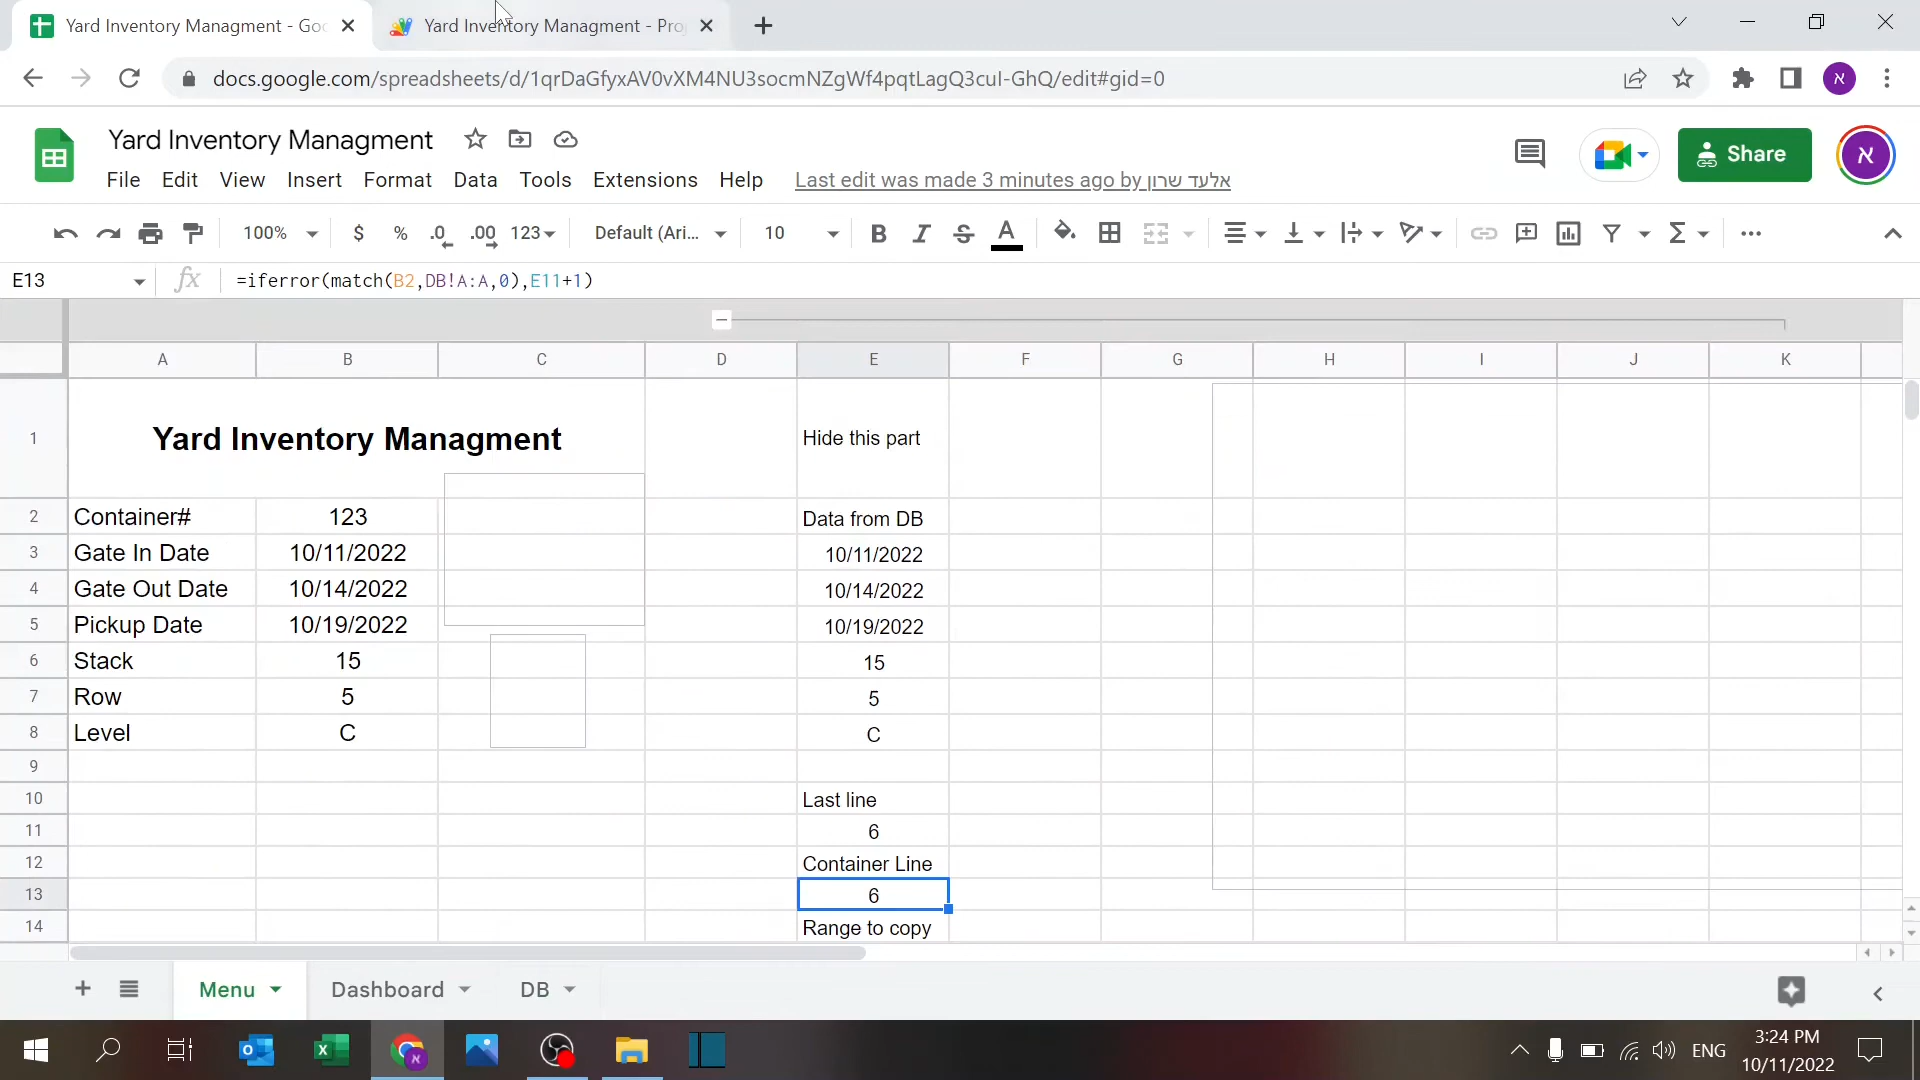 Yard Inventory Managment - Goo
Yard Inventory Managment - Pro
docs.google.com/spreadsheets/d/1qrDaGfyxAV0vXM4NU3socmNZgWf4pqtLagQ3cuI-GhQ/edit#gid=0
א
Yard Inventory Managment
Share
א
File Edit View Insert Format Data Tools Extensions Help Last edit was made 3 minutes ago by אלעד שרון
100% $ % .0 .00 123 Default (Ari... 10 B I S A
E13 fx =iferror(match(B2,DB!A:A,0),E11+1)
A B C D E F G H I J K
1 Yard Inventory Managment Hide this part
2 Container# 123 Data from DB
3 Gate In Date 10/11/2022 10/11/2022
4 Gate Out Date 10/14/2022 10/14/2022
5 Pickup Date 10/19/2022 10/19/2022
6 Stack 15 15
7 Row 5 5
8 Level C C
9
10 Last line
11 6
12 Container Line
13 6
14 Range to copy
Menu Dashboard DB
ENG
3:24 PM
10/11/2022